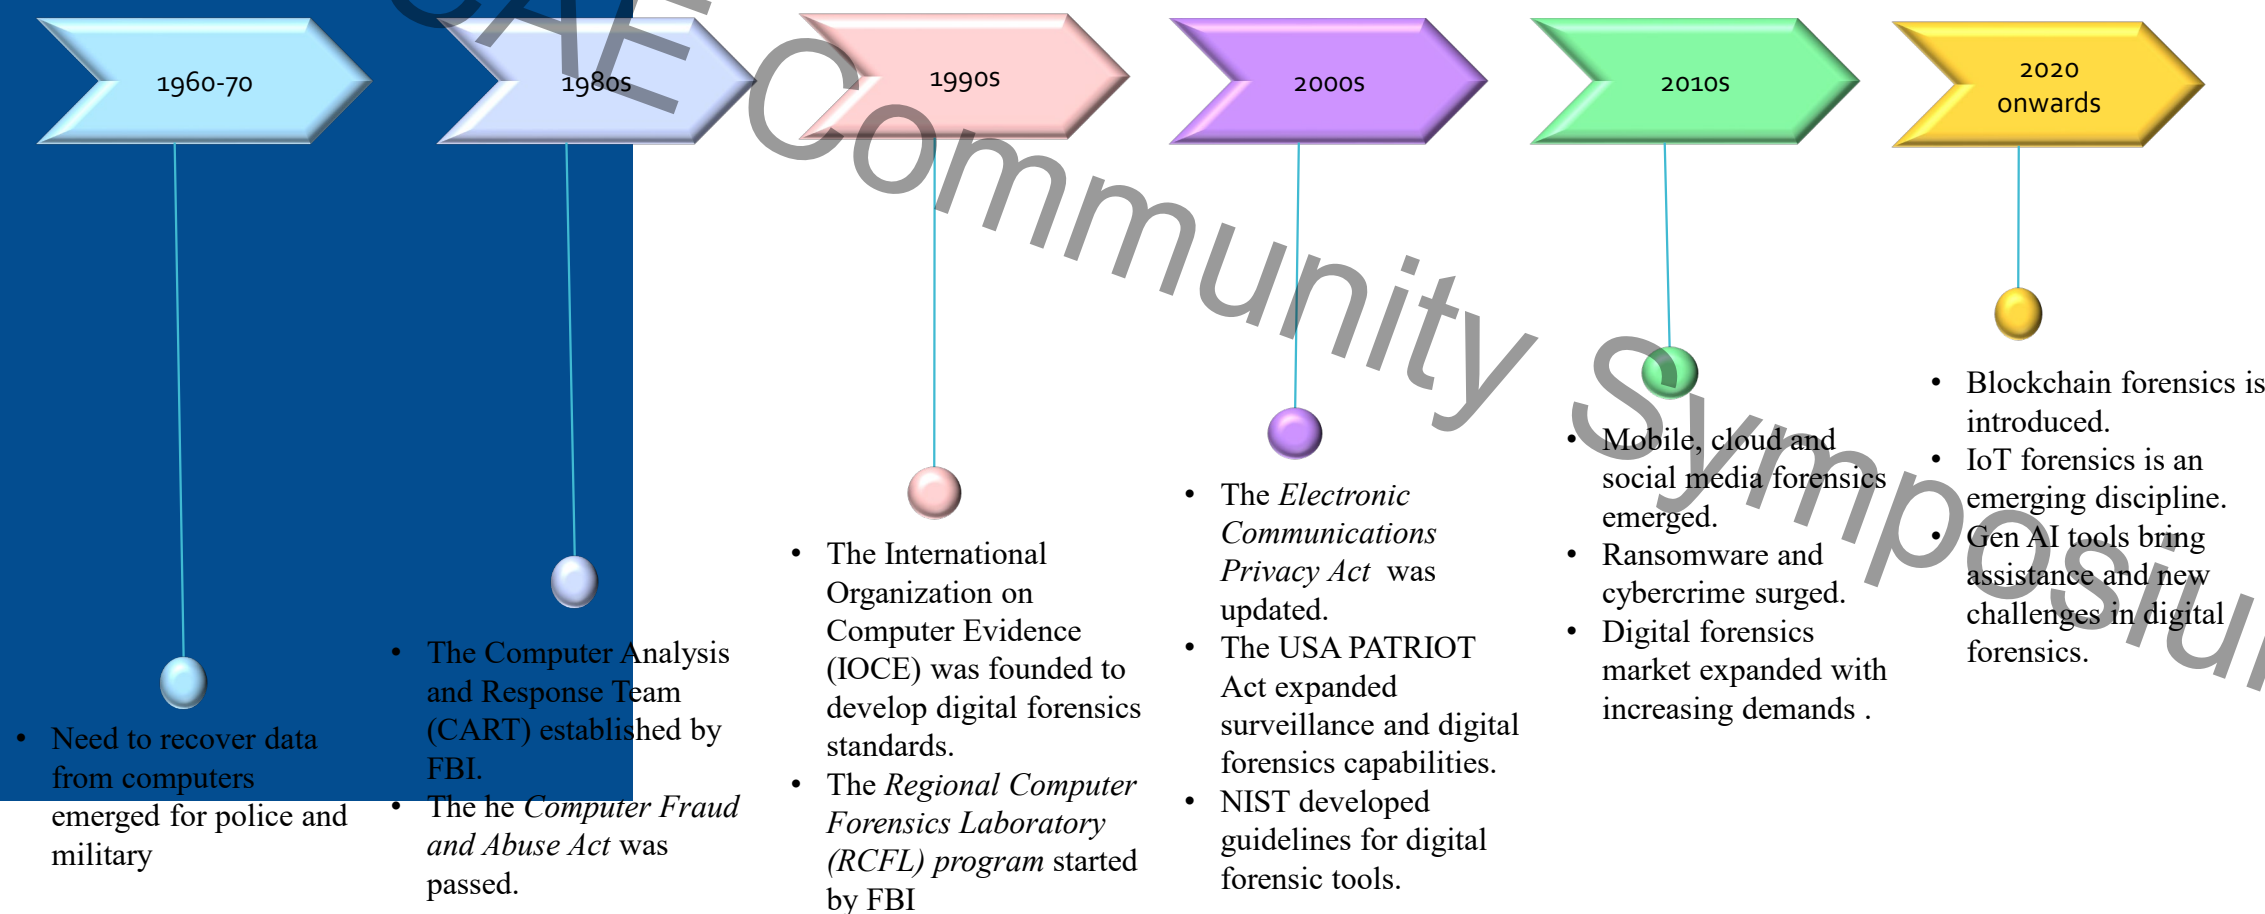 1960-70
Need to recover data
from computers
emerged for police and
military
1980s
The Computer Analysis
and Response Team
(CART) established by
FBI.
The he Computer Fraud
and Abuse Act was
passed.
1990s
The International
Organization on
Computer Evidence
(IOCE) was founded to
develop digital forensics
standards.
The Regional Computer
Forensics Laboratory
(RCFL) program started
by FBI
2000s
The Electronic
Communications
Privacy Act was
updated.
The USA PATRIOT
Act expanded
surveillance and digital
forensics capabilities.
NIST developed
guidelines for digital
forensic tools.
2010s
Mobile, cloud and
social media forensics
emerged.
Ransomware and
cybercrime surged.
Digital forensics
market expanded with
increasing demands .
2020
onwards
Blockchain forensics is
introduced.
IoT forensics is an
emerging discipline.
Gen AI tools bring
assistance and new
challenges in digital
forensics.
CAE Community Symposium